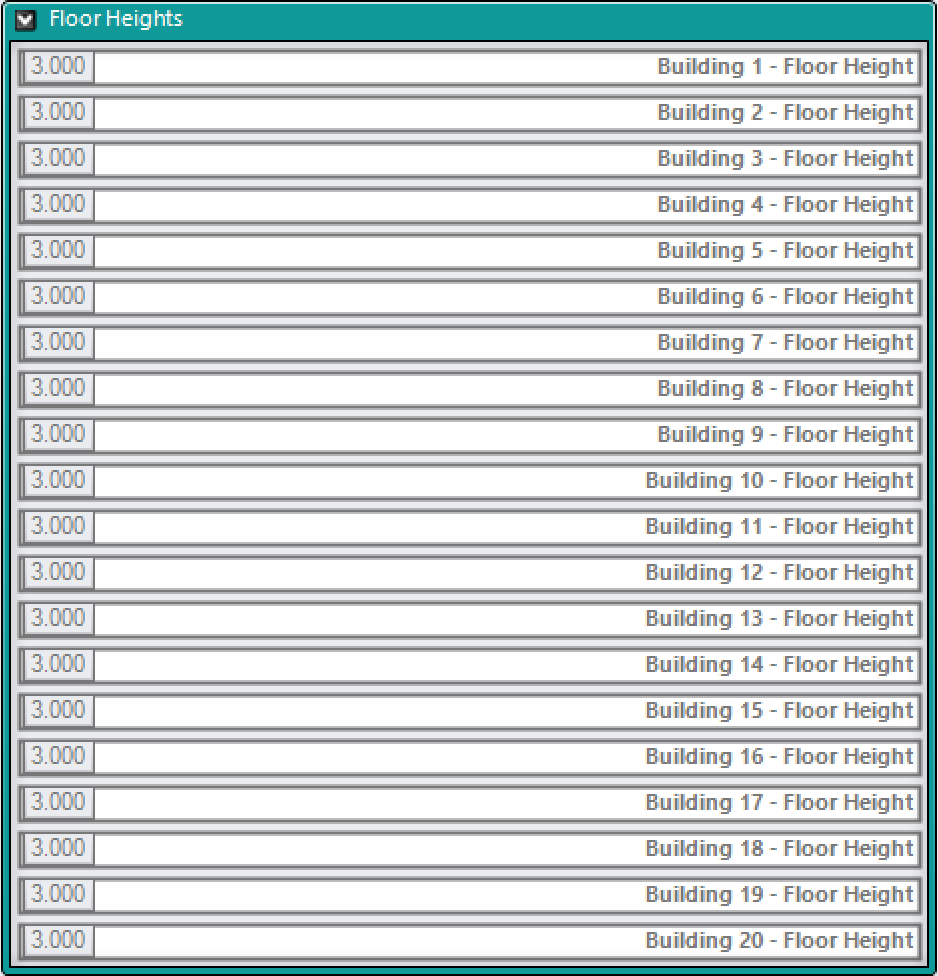 Floor Heights
3.000 Building 1 - Floor Height
3.000 Building 2 - Floor Height
3.000 Building 3 - Floor Height
3.000 Building 4 - Floor Height
3.000 Building 5 - Floor Height
3.000 Building 6 - Floor Height
3.000 Building 7 - Floor Height
3.000 Building 8 - Floor Height
3.000 Building 9 - Floor Height
3.000 Building 10 - Floor Height
3.000 Building 11 - Floor Height
3.000 Building 12 - Floor Height
3.000 Building 13 - Floor Height
3.000 Building 14 - Floor Height
3.000 Building 15 - Floor Height
3.000 Building 16 - Floor Height
3.000 Building 17 - Floor Height
3.000 Building 18 - Floor Height
3.000 Building 19 - Floor Height
3.000 Building 20 - Floor Height